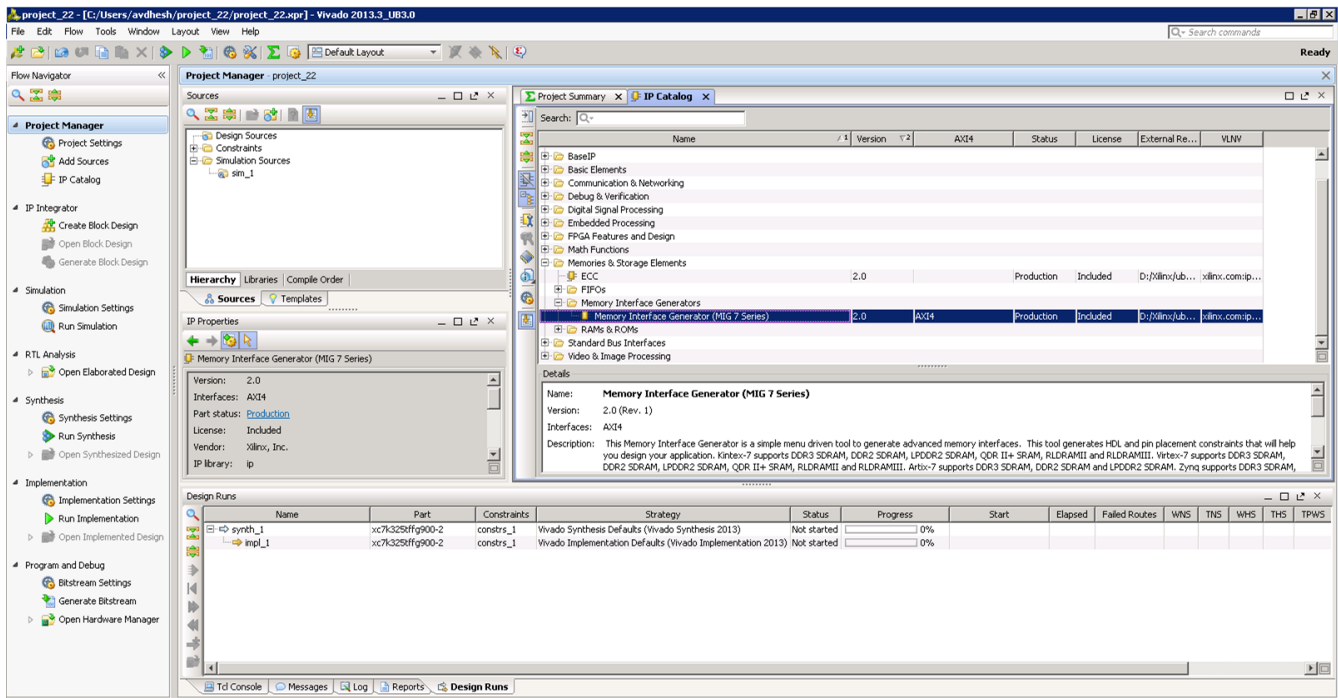 project_22 - [C:/Users/avdhesh/project_22/project_22.xpr] - Vivado 2013.3_UB3.0
File Edit Flow Tools Window Layout View Help
Search commands
Default Layout
Ready
Flow Navigator
Project Manager
Project Settings
Add Sources
IP Catalog
IP Integrator
Create Block Design
Open Block Design
Generate Block Design
Simulation
Simulation Settings
Run Simulation
RTL Analysis
Open Elaborated Design
Synthesis
Synthesis Settings
Run Synthesis
Open Synthesized Design
Implementation
Implementation Settings
Run Implementation
Open Implemented Design
Program and Debug
Bitstream Settings
Generate Bitstream
Open Hardware Manager
Project Manager - project_22
Sources
Design Sources
Constraints
Simulation Sources
sim_1
Hierarchy Libraries Compile Order
Sources Templates
IP Properties
Memory Interface Generator (MIG 7 Series)
Version: 2.0
Interfaces: AXI4
Part status: Production
License: Included
Vendor: Xilinx, Inc.
IP library: ip
Project Summary IP Catalog
Search:
Name 1 Version 2 AXI4 Status License External Re... VLNV
BaseIP
Basic Elements
Communication & Networking
Debug & Verification
Digital Signal Processing
Embedded Processing
FPGA Features and Design
Math Functions
Memories & Storage Elements
ECC 2.0 Production Included D:/Xilinx/ub... xilinx.com:ip...
FIFOs
Memory Interface Generators
Memory Interface Generator (MIG 7 Series) 2.0 AXI4 Production Included D:/Xilinx/ub... xilinx.com:ip...
RAMs & ROMs
Standard Bus Interfaces
Video & Image Processing
Details
Name: Memory Interface Generator (MIG 7 Series)
Version: 2.0 (Rev. 1)
Interfaces: AXI4
Description: This Memory Interface Generator is a simple menu driven tool to generate advanced memory interfaces. This tool generates HDL and pin placement constraints that will help
you design your application. Kintex-7 supports DDR3 SDRAM, DDR2 SDRAM, LPDDR2 SDRAM, QDR II+ SRAM, RLDRAMII and RLDRAMIII. Virtex-7 supports DDR3 SDRAM,
DDR2 SDRAM, LPDDR2 SDRAM, QDR II+ SRAM, RLDRAMII and RLDRAMIII. Artix-7 supports DDR3 SDRAM, DDR2 SDRAM and LPDDR2 SDRAM. Zynq supports DDR3 SDRAM,
Design Runs
Name Part Constraints Strategy Status Progress Start Elapsed Failed Routes WNS TNS WHS THS TPWS
synth_1 xc7k325tffg900-2 constrs_1 Vivado Synthesis Defaults (Vivado Synthesis 2013) Not started 0%
impl_1 xc7k325tffg900-2 constrs_1 Vivado Implementation Defaults (Vivado Implementation 2013) Not started 0%
Tcl Console Messages Log Reports Design Runs